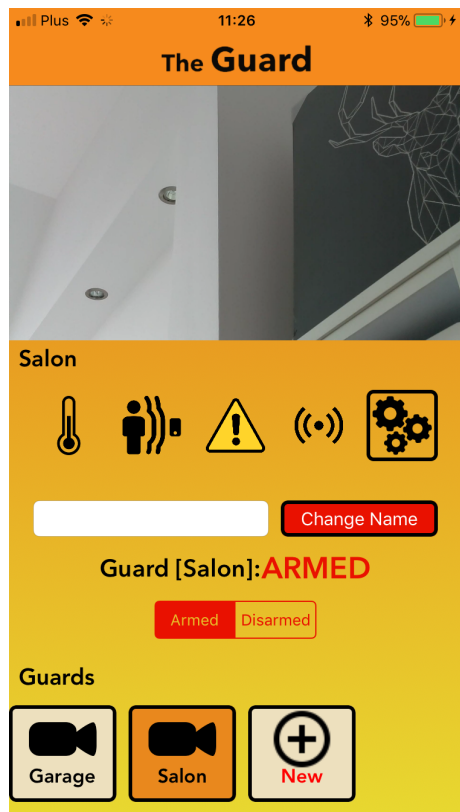 Plus 11:26 95%
The Guard
Salon
Change Name
Guard [Salon]:ARMED
Armed Disarmed
Guards
Garage Salon New